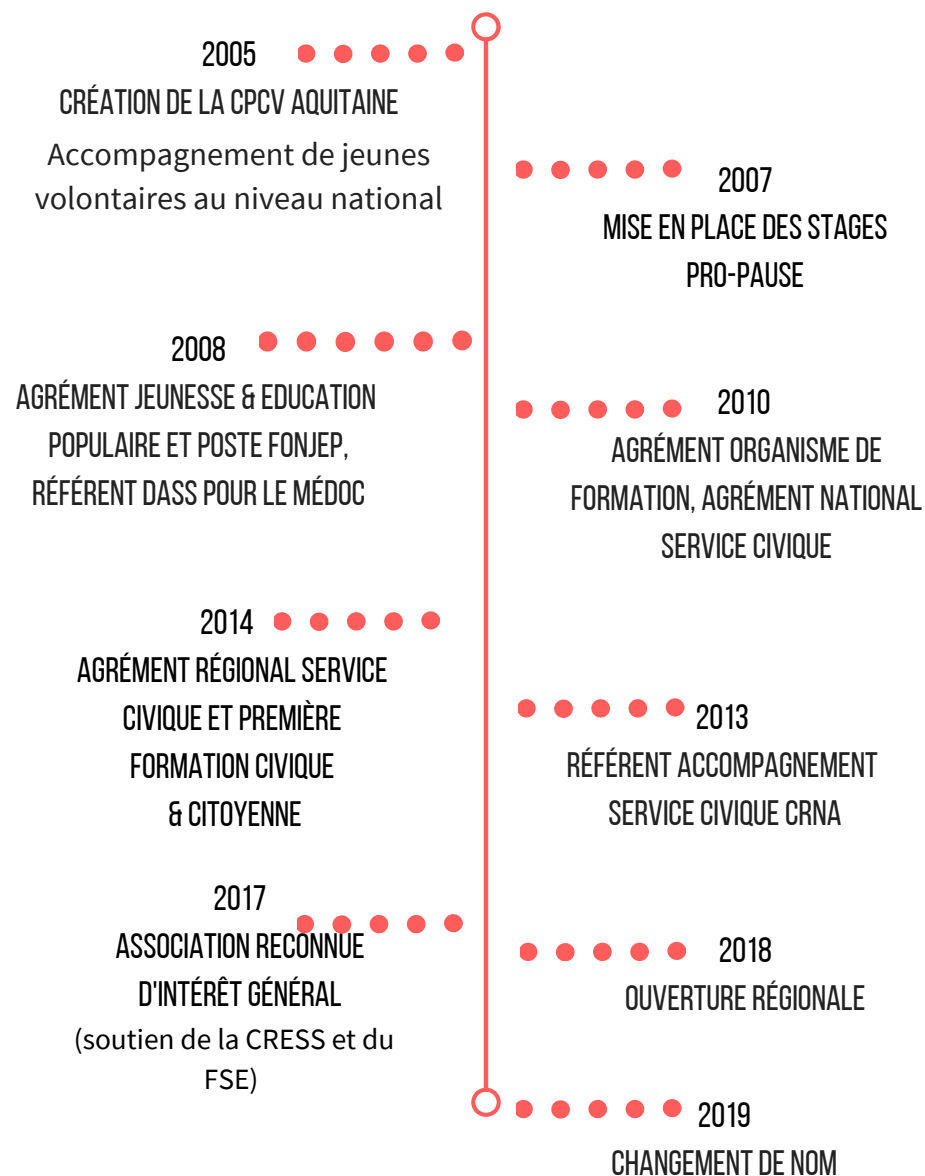 2005
CRÉATION DE LA CPCV AQUITAINE
Accompagnement de jeunes
volontaires au niveau national
2007
MISE EN PLACE DES STAGES
PRO-PAUSE
2008
AGRÉMENT JEUNESSE & EDUCATION
POPULAIRE ET POSTE FONJEP,
RÉFÉRENT DASS POUR LE MÉDOC
2010
AGRÉMENT ORGANISME DE
FORMATION, AGRÉMENT NATIONAL
SERVICE CIVIQUE
2014
AGRÉMENT RÉGIONAL SERVICE
CIVIQUE ET PREMIÈRE
FORMATION CIVIQUE
& CITOYENNE
2013
RÉFÉRENT ACCOMPAGNEMENT
SERVICE CIVIQUE CRNA
2017
ASSOCIATION RECONNUE
D'INTÉRÊT GÉNÉRAL
(soutien de la CRESS et du
FSE)
2018
OUVERTURE RÉGIONALE
2019
CHANGEMENT DE NOM